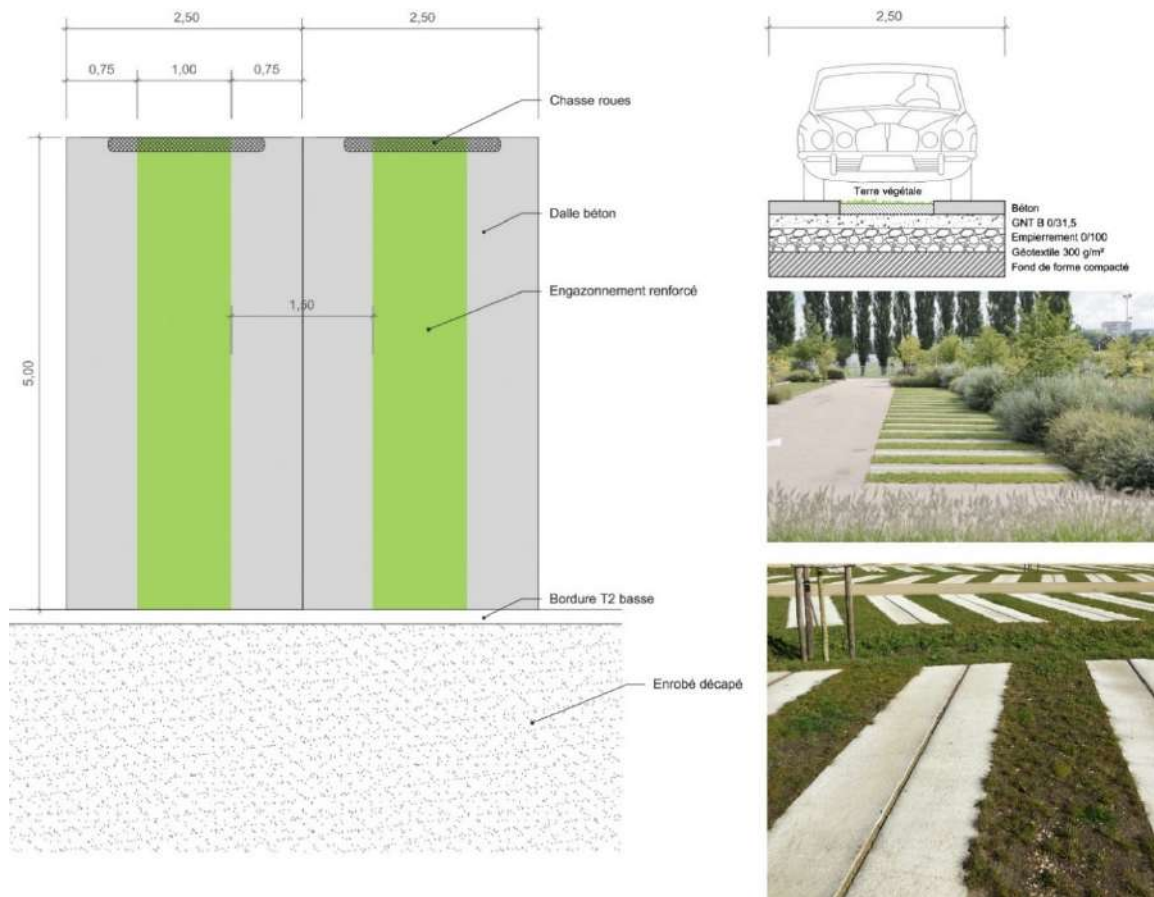 2,50
2,50
0,75
1,00
0,75
Chasse roues
Dalle béton
Engazonnement renforcé
1,50
5,00
Bordure T2 basse
Enrobé décapé
2,50
Terre végétale
Béton
GNT B 0/31,5
Empierrement 0/100
Géotextile 300 g/m²
Fond de forme compacté